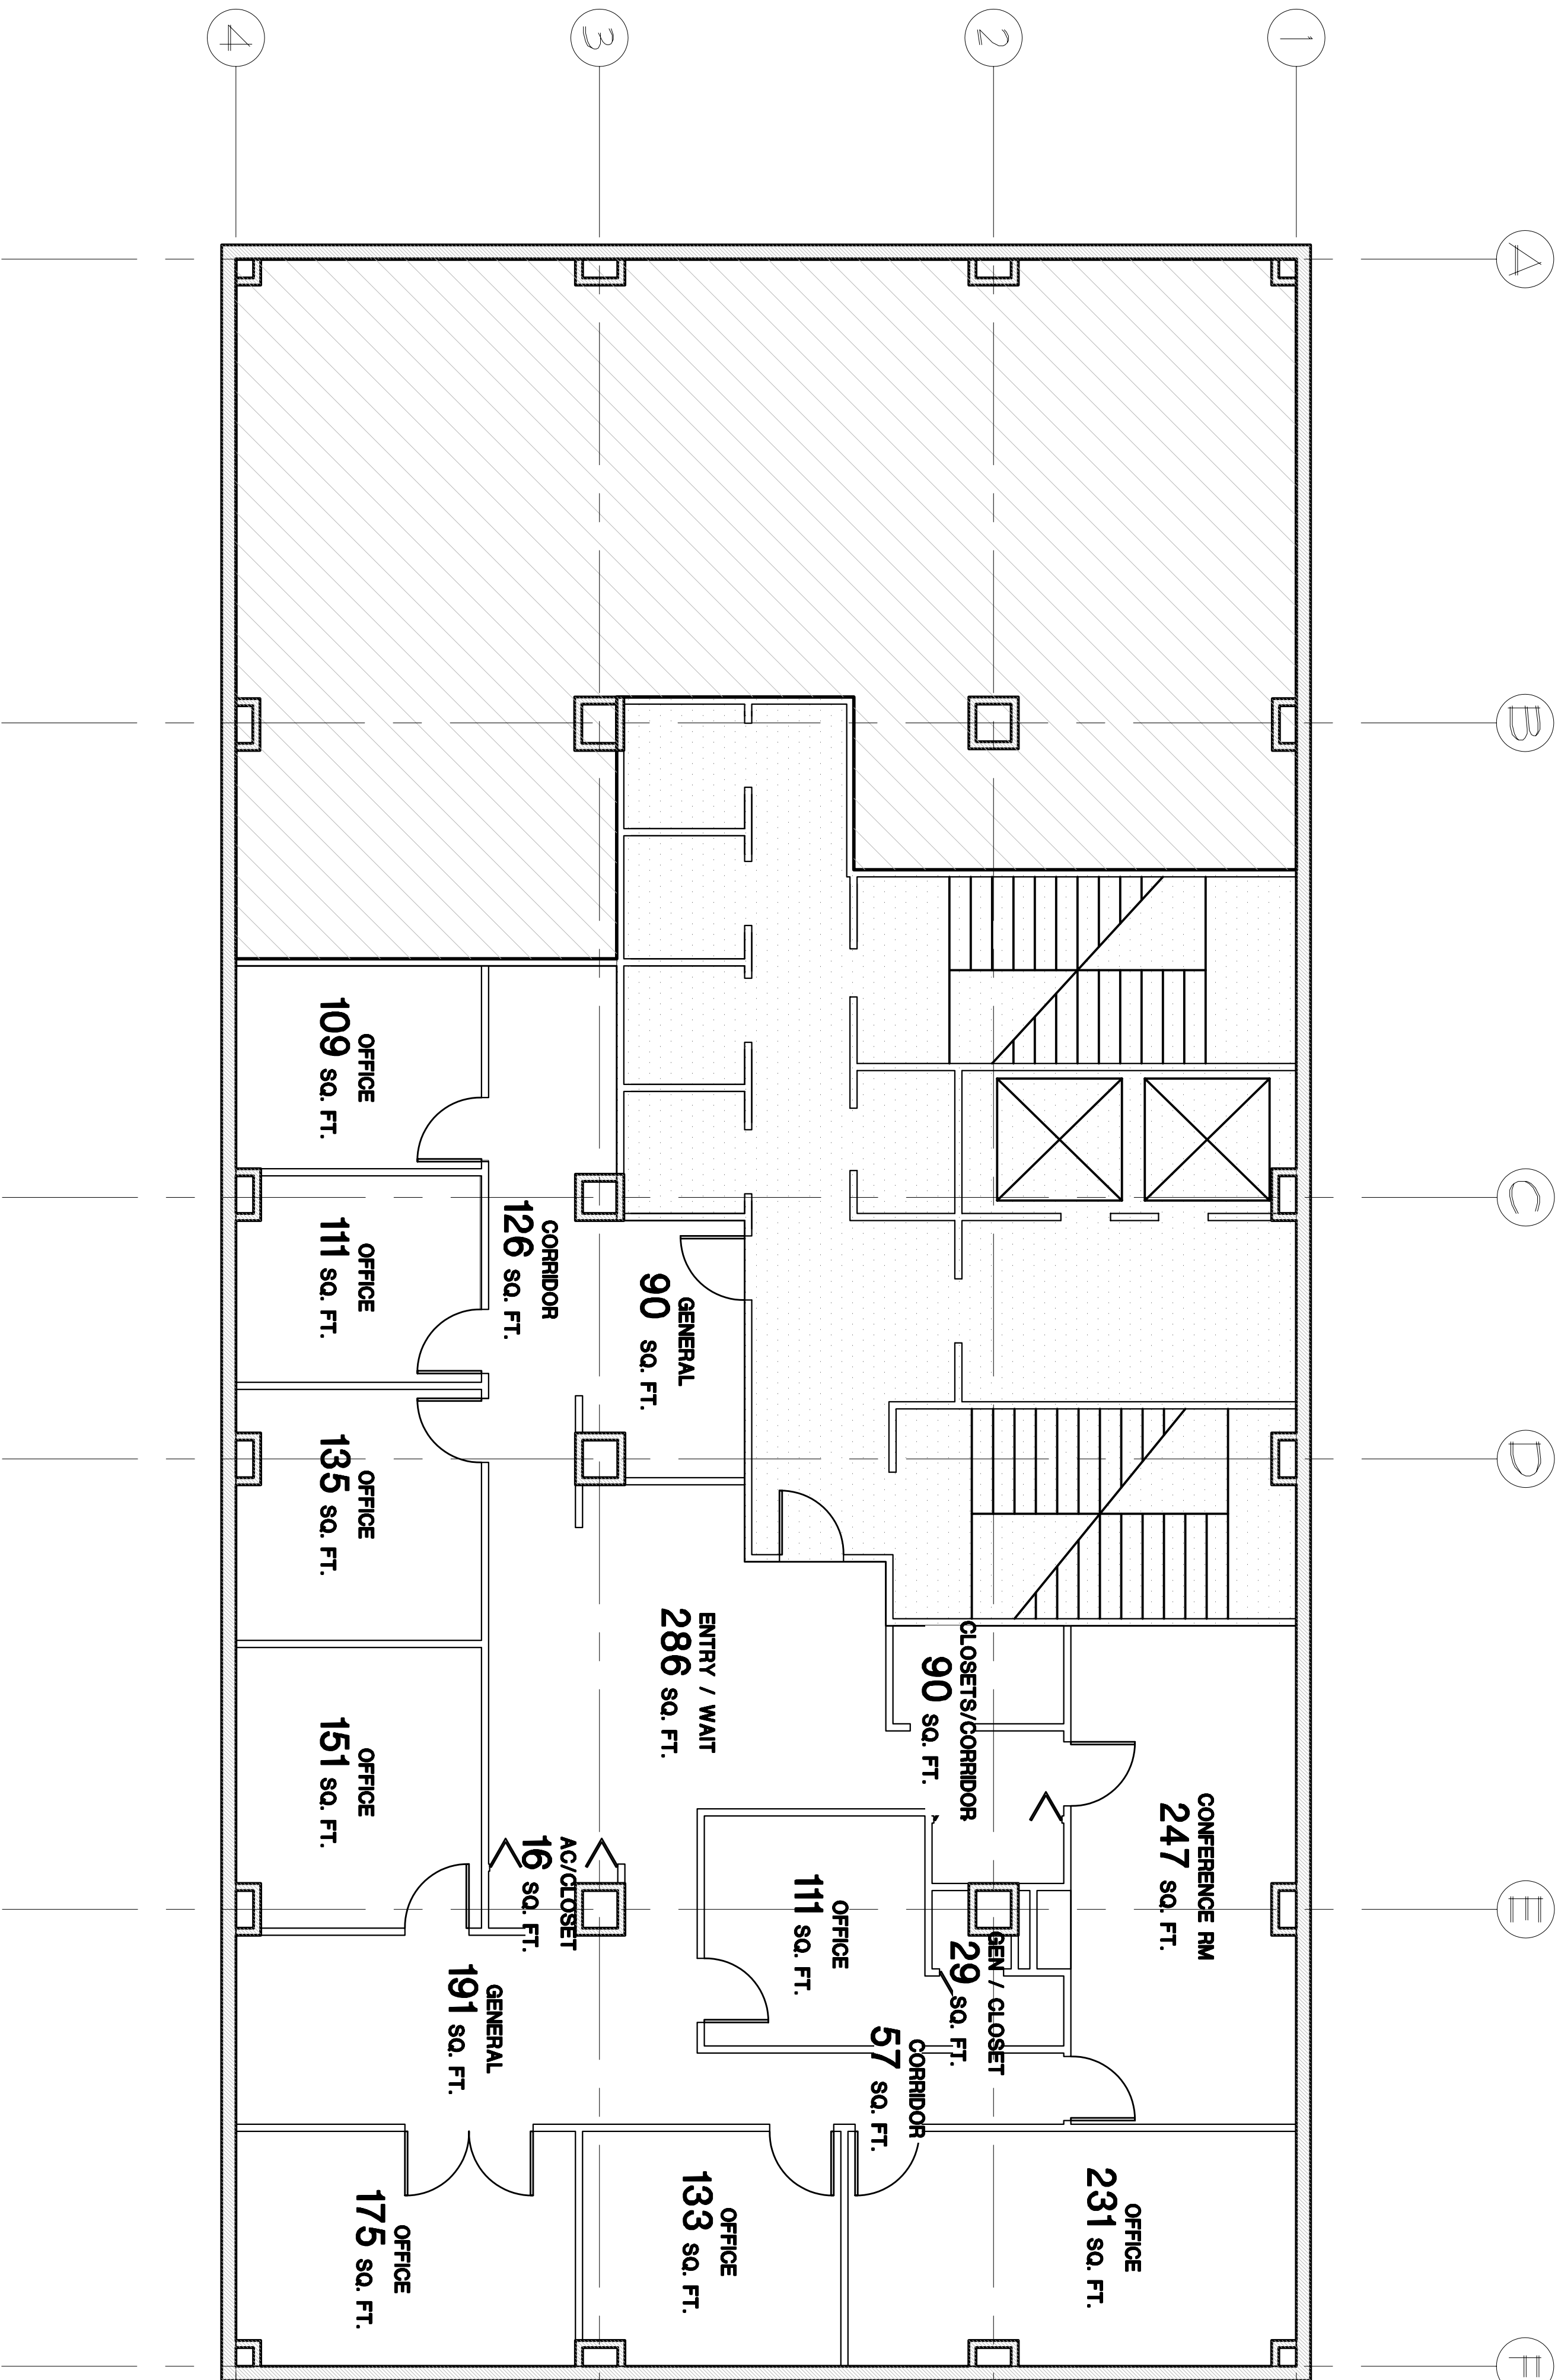 4
3
2
1
A
B
C
D
E
F
OFFICE
109 SQ. FT.
OFFICE
111 SQ. FT.
CORRIDOR
126 SQ. FT.
GENERAL
90 SQ. FT.
OFFICE
135 SQ. FT.
OFFICE
151 SQ. FT.
ENTRY / WAIT
286 SQ. FT.
CLOSETS/CORRIDOR
90 SQ. FT.
CONFERENCE RM
247 SQ. FT.
AC/CLOSET
16 SQ. FT.
OFFICE
111 SQ. FT.
GEN / CLOSET
29 SQ. FT.
GENERAL
191 SQ. FT.
CORRIDOR
57 SQ. FT.
OFFICE
175 SQ. FT.
OFFICE
133 SQ. FT.
OFFICE
231 SQ. FT.